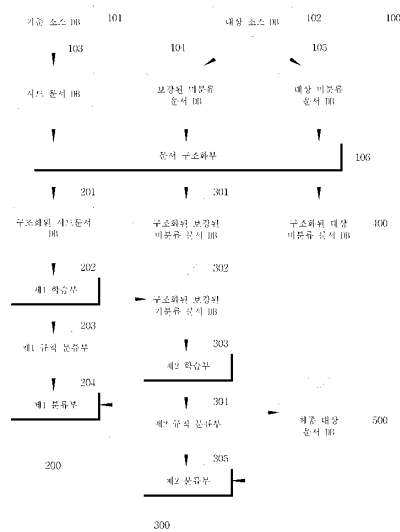 기준 소스 DB 101
대상 소스 DB 102 100
103 104 105
시드 문서 DB
보강된 미분류
문서 DB
대상 미분류
문서 DB
문서 구조화부 106
201 301
구조화된 시드문서
DB
구조화된 보강된
미분류 문서 DB
구조화된 대상
미분류 문서 DB
400
202 302
제1 학습부
구조화된 보강된
기분류 문서 DB
203 303
제1 규칙 분류부
제2 학습부
204 304
제1 분류부
제2 규칙 분류부
최종 대상
문서 DB
500
200 305
제2 분류부
300